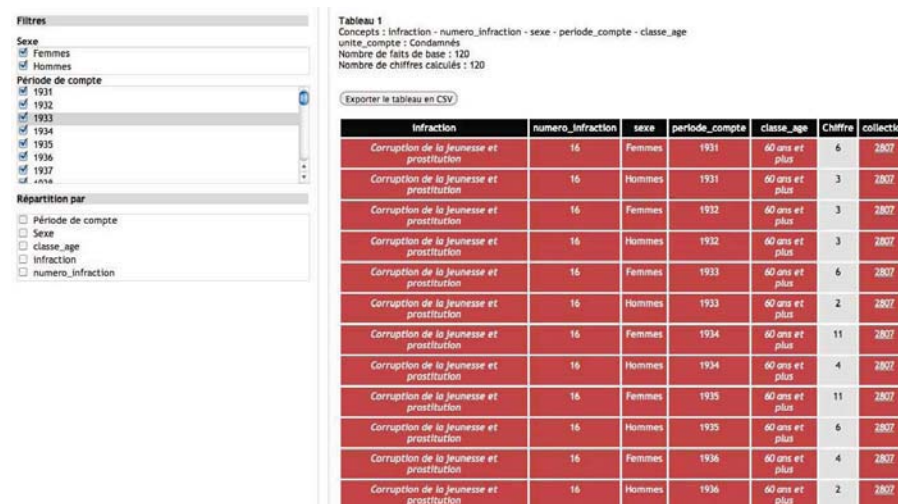 Filtres
Sexe
Femmes
Hommes
Période de compte
1931
1932
1933
1934
1935
1936
1937
1938
Répartition par
Période de compte
Sexe
classe_age
infraction
numero_infraction
Tableau 1
Concepts : infraction - numero_infraction - sexe - periode_compte - classe_age
unite_compte : Condamnés
Nombre de faits de base : 120
Nombre de chiffres calculés : 120
Exporter le tableau en CSV
infraction numero_infraction sexe periode_compte classe_age Chiffre collectio
Corruption de la jeunesse et prostitution 16 Femmes 1931 60 ans et plus 6 2807
Corruption de la jeunesse et prostitution 16 Hommes 1931 60 ans et plus 3 2807
Corruption de la jeunesse et prostitution 16 Femmes 1932 60 ans et plus 3 2807
Corruption de la jeunesse et prostitution 16 Hommes 1932 60 ans et plus 3 2807
Corruption de la jeunesse et prostitution 16 Femmes 1933 60 ans et plus 6 2807
Corruption de la jeunesse et prostitution 16 Hommes 1933 60 ans et plus 2 2807
Corruption de la jeunesse et prostitution 16 Femmes 1934 60 ans et plus 11 2807
Corruption de la jeunesse et prostitution 16 Hommes 1934 60 ans et plus 4 2807
Corruption de la jeunesse et prostitution 16 Femmes 1935 60 ans et plus 11 2807
Corruption de la jeunesse et prostitution 16 Hommes 1935 60 ans et plus 6 2807
Corruption de la jeunesse et prostitution 16 Femmes 1936 60 ans et plus 4 2807
Corruption de la jeunesse et prostitution 16 Hommes 1936 60 ans et plus 2 2807